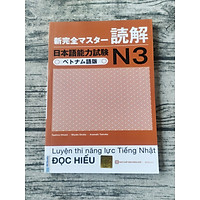 新完全マスター 読解
日本語能力試験 N3
ベトナム語版
Luyện thi năng lực Tiếng Nhật
ĐỌC HIỂU